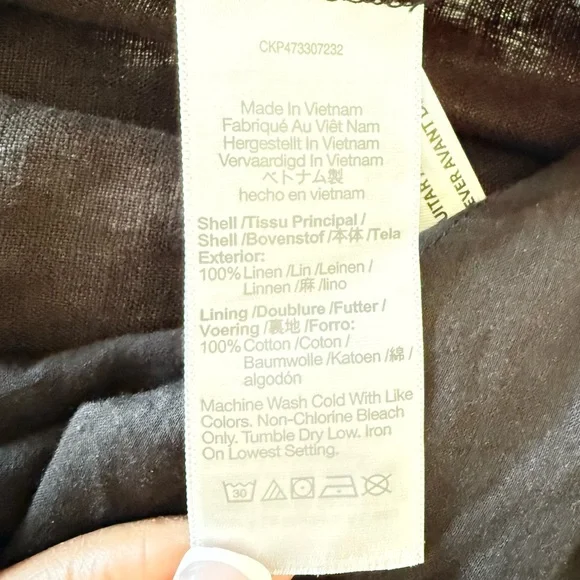 CKP473307232
Made In Vietnam
Fabriqué Au Viêt Nam
Hergestellt In Vietnam
Vervaardigd In Vietnam
ベトナム製
hecho en vietnam
Shell /Tissu Principal /
Shell /Bovenstof /本体 /Tela
Exterior:
100% Linen /Lin /Leinen /
Linnen /麻 /lino
Lining /Doublure /Futter /
Voering /裏地 /Forro:
100% Cotton /Coton /
Baumwolle /Katoen /綿 /
algodón
Machine Wash Cold With Like
Colors. Non-Chlorine Bleach
Only. Tumble Dry Low. Iron
On Lowest Setting.
30
EVER AVANT